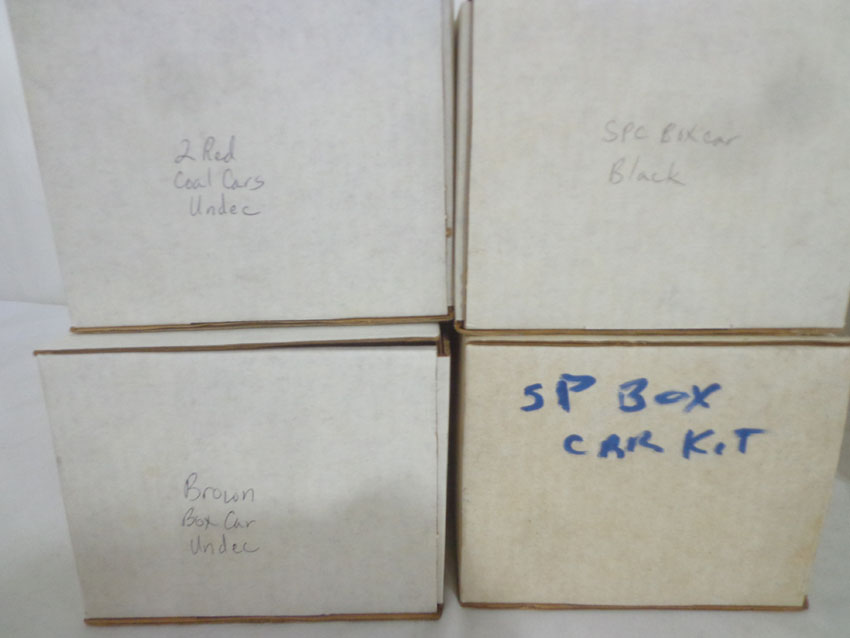 2 Red
Coal Cars
Undec
SPC Boxcar
Black
Brown
Box Car
Undec
SP BOX
CAR KIT